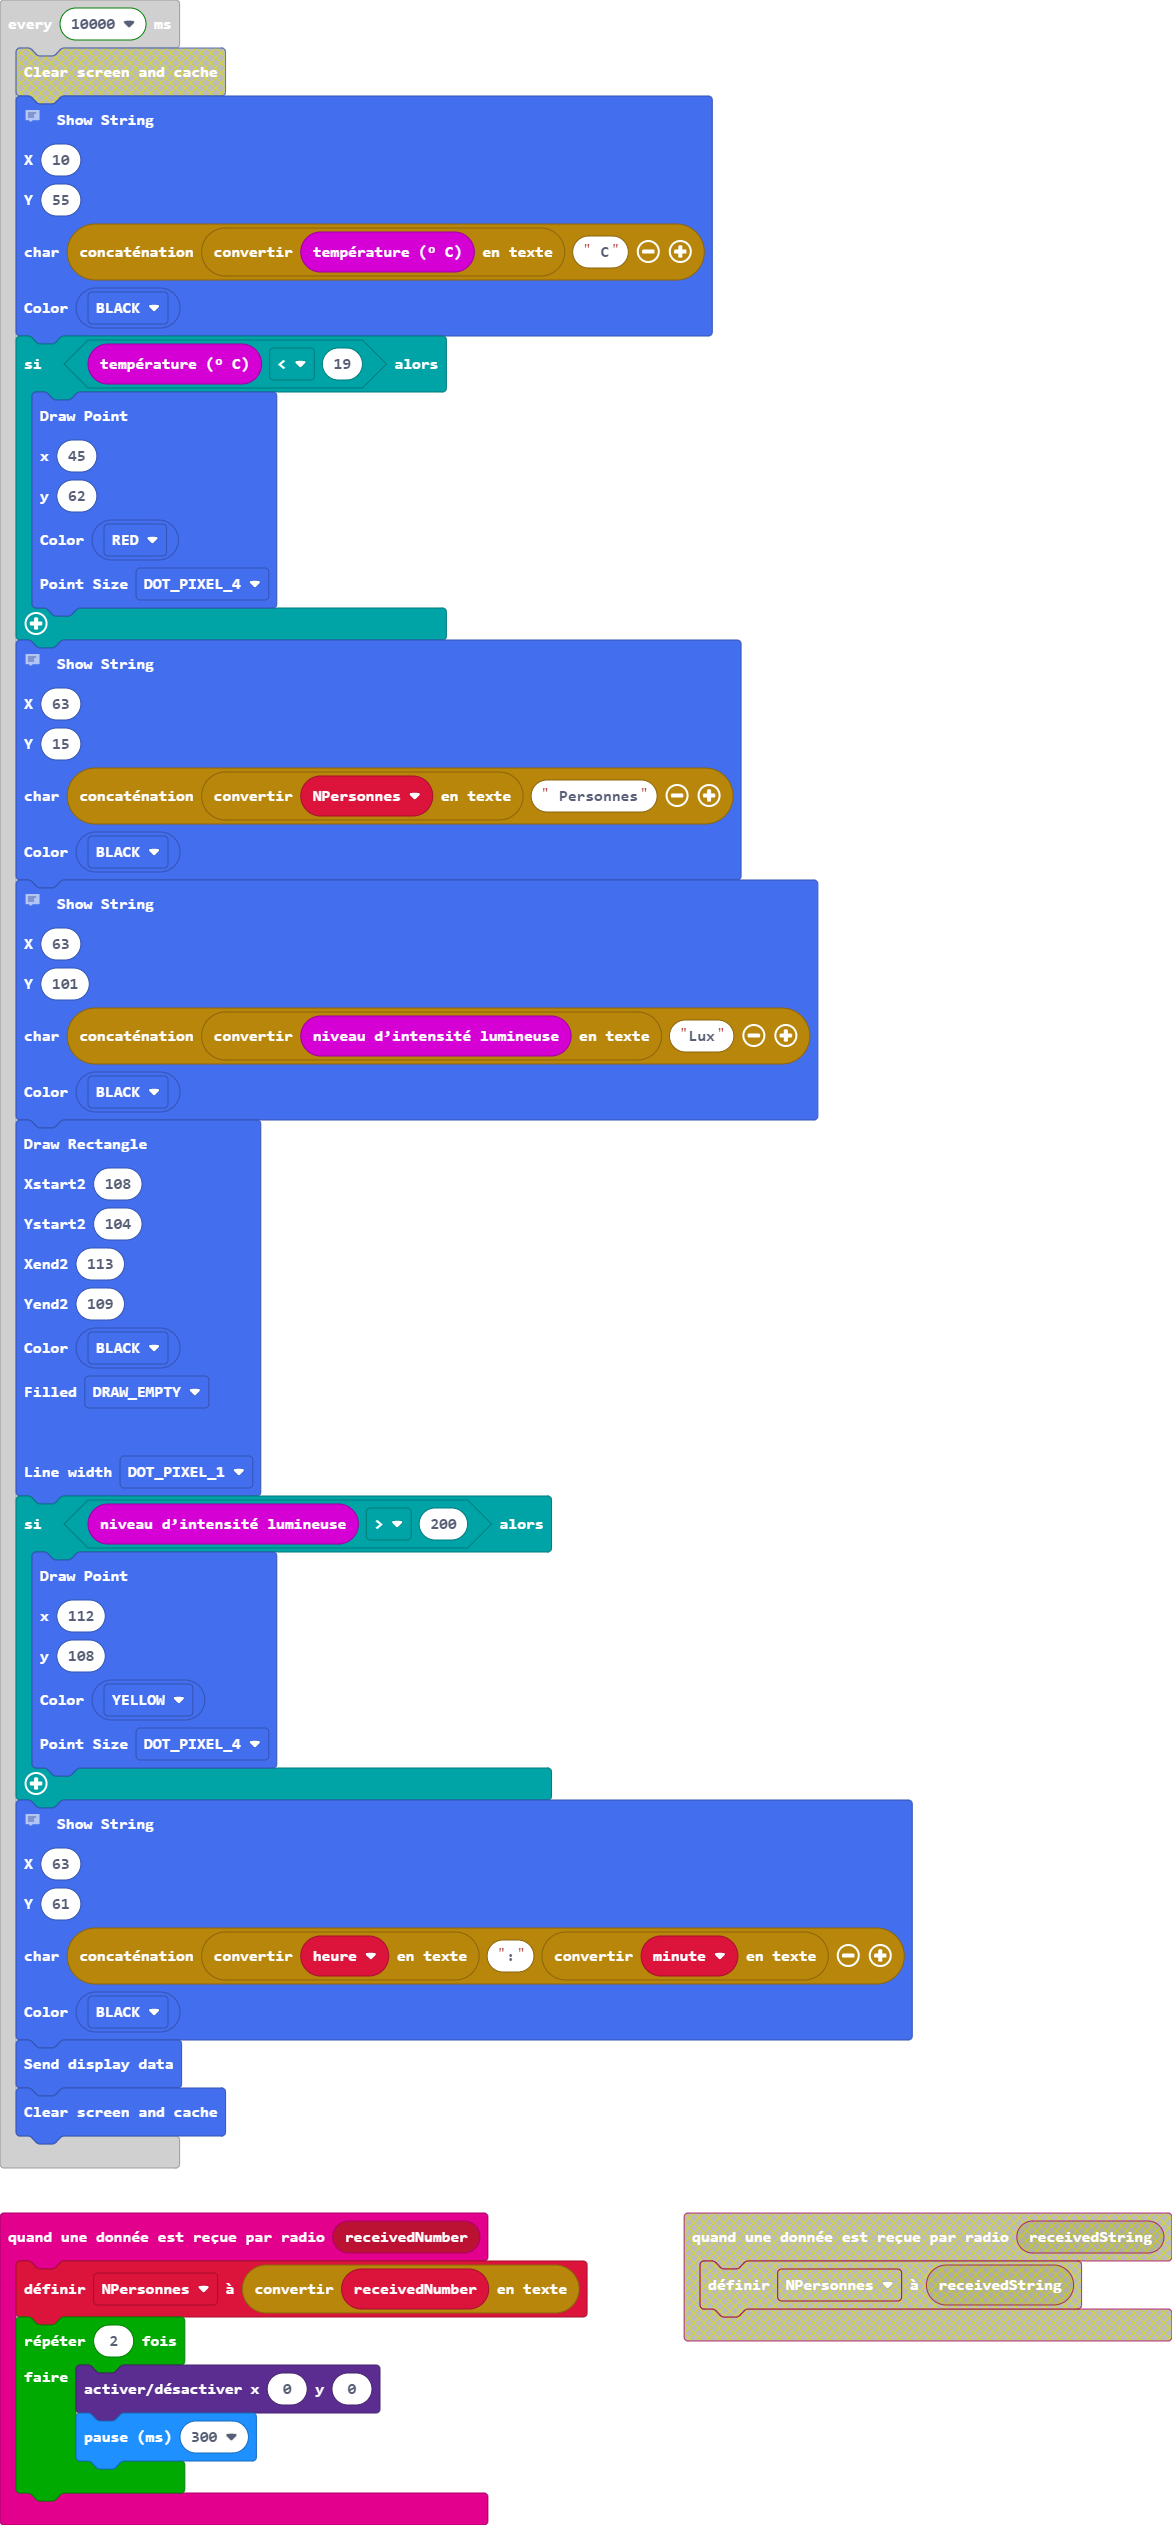 every 10000 ms
Clear screen and cache
Show String
X 10
Y 55
char concaténation convertir température (º C) en texte " C"
Color BLACK
si température (º C) < 19 alors
Draw Point
x 45
y 62
Color RED
Point Size DOT_PIXEL_4
Show String
X 63
Y 15
char concaténation convertir NPersonnes en texte " Personnes"
Color BLACK
Show String
X 63
Y 101
char concaténation convertir niveau d’intensité lumineuse en texte "Lux"
Color BLACK
Draw Rectangle
Xstart2 108
Ystart2 104
Xend2 113
Yend2 109
Color BLACK
Filled DRAW_EMPTY
Line width DOT_PIXEL_1
si niveau d’intensité lumineuse > 200 alors
Draw Point
x 112
y 108
Color YELLOW
Point Size DOT_PIXEL_4
Show String
X 63
Y 61
char concaténation convertir heure en texte ":" convertir minute en texte
Color BLACK
Send display data
Clear screen and cache
quand une donnée est reçue par radio receivedNumber
définir NPersonnes à convertir receivedNumber en texte
répéter 2 fois
faire activer/désactiver x 0 y 0
pause (ms) 300
quand une donnée est reçue par radio receivedString
définir NPersonnes à receivedString